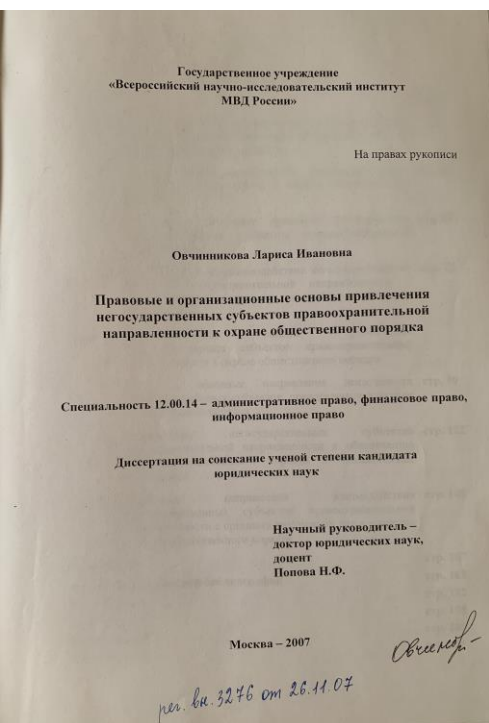 Государственное учреждение
«Всероссийский научно-исследовательский институт
МВД России»
На правах рукописи
Овчинникова Лариса Ивановна
Правовые и организационные основы привлечения
негосударственных субъектов правоохранительной
направленности к охране общественного порядка
Специальность 12.00.14 – административное право, финансовое право,
информационное право
Диссертация на соискание ученой степени кандидата
юридических наук
Научный руководитель –
доктор юридических наук,
доцент
Попова Н.Ф.
Москва – 2007
рег. вн. 3276 от 26.11.07